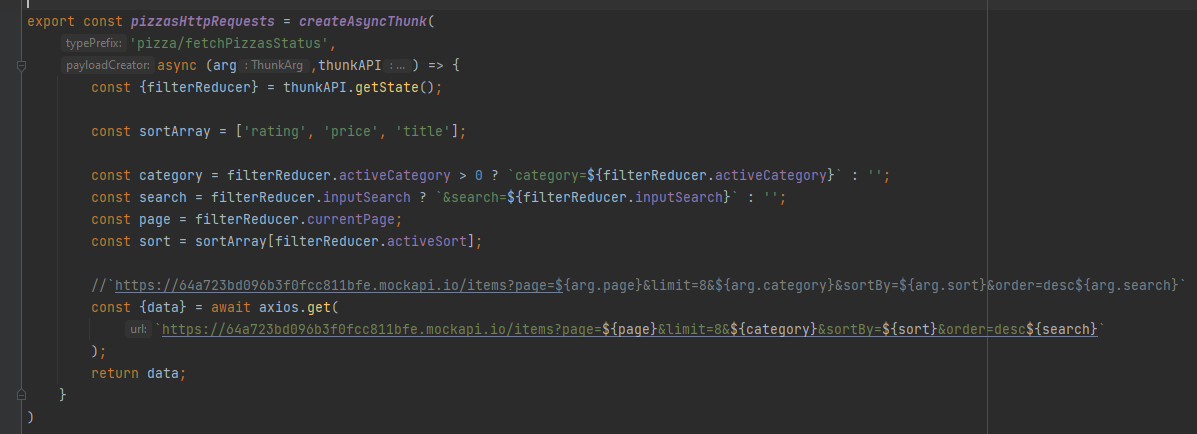 export const pizzasHttpRequests = createAsyncThunk(
typePrefix: 'pizza/fetchPizzasStatus',
payloadCreator: async (arg : ThunkArg ,thunkAPI : ... ) => {
const {filterReducer} = thunkAPI.getState();
const sortArray = ['rating', 'price', 'title'];
const category = filterReducer.activeCategory > 0 ? `category=${filterReducer.activeCategory}` : '';
const search = filterReducer.inputSearch ? `&search=${filterReducer.inputSearch}` : '';
const page = filterReducer.currentPage;
const sort = sortArray[filterReducer.activeSort];
//`https://64a723bd096b3f0fcc811bfe.mockapi.io/items?page=${arg.page}&limit=8&${arg.category}&sortBy=${arg.sort}&order=desc${arg.search}`
const {data} = await axios.get(
url: `https://64a723bd096b3f0fcc811bfe.mockapi.io/items?page=${page}&limit=8&${category}&sortBy=${sort}&order=desc${search}`
);
return data;
}
)